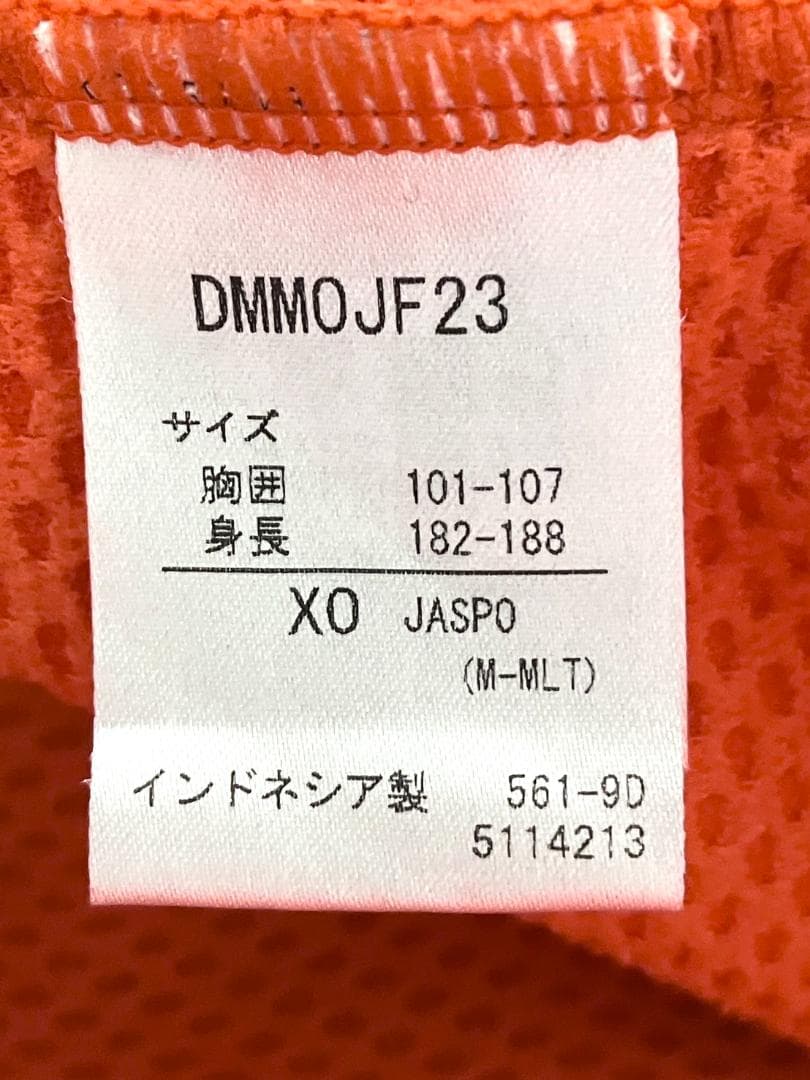 DMMOJF23
サイズ
胸囲 101-107
身長 182-188
XO JASPO
(M-MLT)
インドネシア製 561-9D
5114213